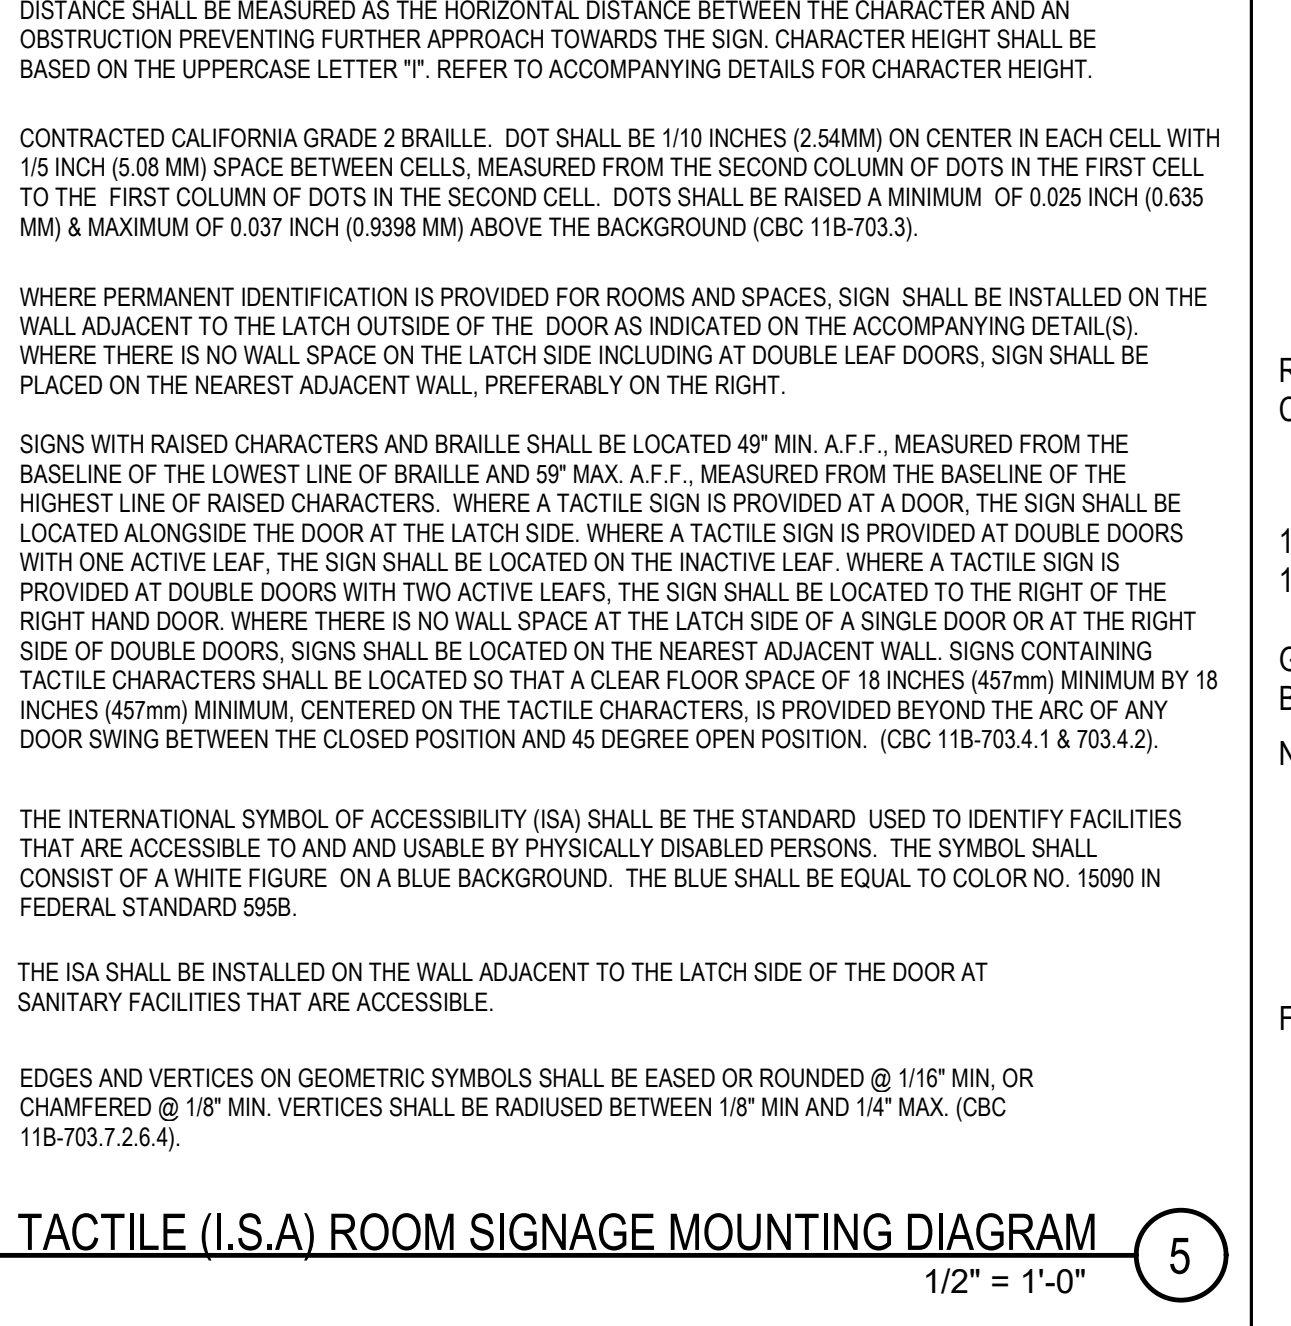 DISTANCE SHALL BE MEASURED AS THE HORIZONTAL DISTANCE BETWEEN THE CHARACTER AND AN
OBSTRUCTION PREVENTING FURTHER APPROACH TOWARDS THE SIGN. CHARACTER HEIGHT SHALL BE
BASED ON THE UPPERCASE LETTER "I". REFER TO ACCOMPANYING DETAILS FOR CHARACTER HEIGHT.
CONTRACTED CALIFORNIA GRADE 2 BRAILLE. DOT SHALL BE 1/10 INCHES (2.54MM) ON CENTER IN EACH CELL WITH
1/5 INCH (5.08 MM) SPACE BETWEEN CELLS, MEASURED FROM THE SECOND COLUMN OF DOTS IN THE FIRST CELL
TO THE FIRST COLUMN OF DOTS IN THE SECOND CELL. DOTS SHALL BE RAISED A MINIMUM OF 0.025 INCH (0.635
MM) & MAXIMUM OF 0.037 INCH (0.9398 MM) ABOVE THE BACKGROUND (CBC 11B-703.3).
WHERE PERMANENT IDENTIFICATION IS PROVIDED FOR ROOMS AND SPACES, SIGN SHALL BE INSTALLED ON THE
WALL ADJACENT TO THE LATCH OUTSIDE OF THE DOOR AS INDICATED ON THE ACCOMPANYING DETAIL(S).
WHERE THERE IS NO WALL SPACE ON THE LATCH SIDE INCLUDING AT DOUBLE LEAF DOORS, SIGN SHALL BE
PLACED ON THE NEAREST ADJACENT WALL, PREFERABLY ON THE RIGHT.
SIGNS WITH RAISED CHARACTERS AND BRAILLE SHALL BE LOCATED 49" MIN. A.F.F., MEASURED FROM THE
BASELINE OF THE LOWEST LINE OF BRAILLE AND 59" MAX. A.F.F., MEASURED FROM THE BASELINE OF THE
HIGHEST LINE OF RAISED CHARACTERS. WHERE A TACTILE SIGN IS PROVIDED AT A DOOR, THE SIGN SHALL BE
LOCATED ALONGSIDE THE DOOR AT THE LATCH SIDE. WHERE A TACTILE SIGN IS PROVIDED AT DOUBLE DOORS
WITH ONE ACTIVE LEAF, THE SIGN SHALL BE LOCATED ON THE INACTIVE LEAF. WHERE A TACTILE SIGN IS
PROVIDED AT DOUBLE DOORS WITH TWO ACTIVE LEAFS, THE SIGN SHALL BE LOCATED TO THE RIGHT OF THE
RIGHT HAND DOOR. WHERE THERE IS NO WALL SPACE AT THE LATCH SIDE OF A SINGLE DOOR OR AT THE RIGHT
SIDE OF DOUBLE DOORS, SIGNS SHALL BE LOCATED ON THE NEAREST ADJACENT WALL. SIGNS CONTAINING
TACTILE CHARACTERS SHALL BE LOCATED SO THAT A CLEAR FLOOR SPACE OF 18 INCHES (457mm) MINIMUM BY 18
INCHES (457mm) MINIMUM, CENTERED ON THE TACTILE CHARACTERS, IS PROVIDED BEYOND THE ARC OF ANY
DOOR SWING BETWEEN THE CLOSED POSITION AND 45 DEGREE OPEN POSITION. (CBC 11B-703.4.1 & 703.4.2).
THE INTERNATIONAL SYMBOL OF ACCESSIBILITY (ISA) SHALL BE THE STANDARD USED TO IDENTIFY FACILITIES
THAT ARE ACCESSIBLE TO AND AND USABLE BY PHYSICALLY DISABLED PERSONS. THE SYMBOL SHALL
CONSIST OF A WHITE FIGURE ON A BLUE BACKGROUND. THE BLUE SHALL BE EQUAL TO COLOR NO. 15090 IN
FEDERAL STANDARD 595B.
THE ISA SHALL BE INSTALLED ON THE WALL ADJACENT TO THE LATCH SIDE OF THE DOOR AT
SANITARY FACILITIES THAT ARE ACCESSIBLE.
EDGES AND VERTICES ON GEOMETRIC SYMBOLS SHALL BE EASED OR ROUNDED @ 1/16" MIN, OR
CHAMFERED @ 1/8" MIN. VERTICES SHALL BE RADIUSED BETWEEN 1/8" MIN AND 1/4" MAX. (CBC
11B-703.7.2.6.4).
TACTILE (I.S.A) ROOM SIGNAGE MOUNTING DIAGRAM
5
1/2" = 1'-0"